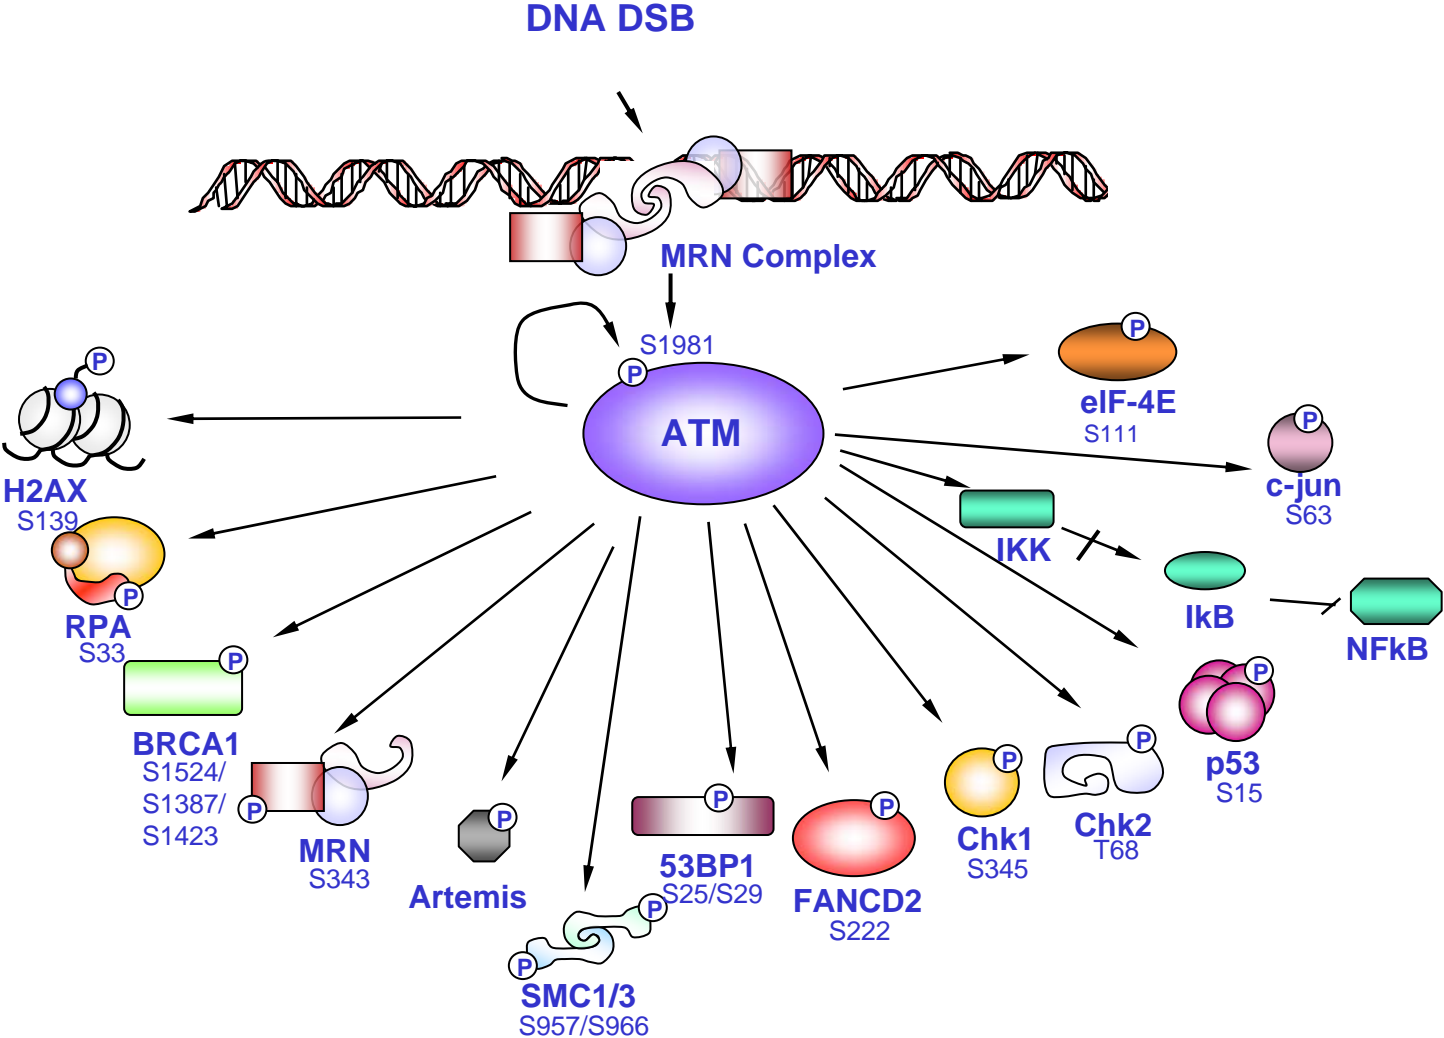 DNA DSB
MRN Complex
S1981
P
ATM
P
eIF-4E
S111
P
c-jun
S63
IKK
IkB
NFkB
P
p53
S15
P
Chk2
T68
P
Chk1
S345
P
FANCD2
S222
P
53BP1
S25/S29
P
P
SMC1/3
S957/S966
P
Artemis
P
MRN
S343
P
BRCA1
S1524/
S1387/
S1423
P
RPA
S33
P
H2AX
S139